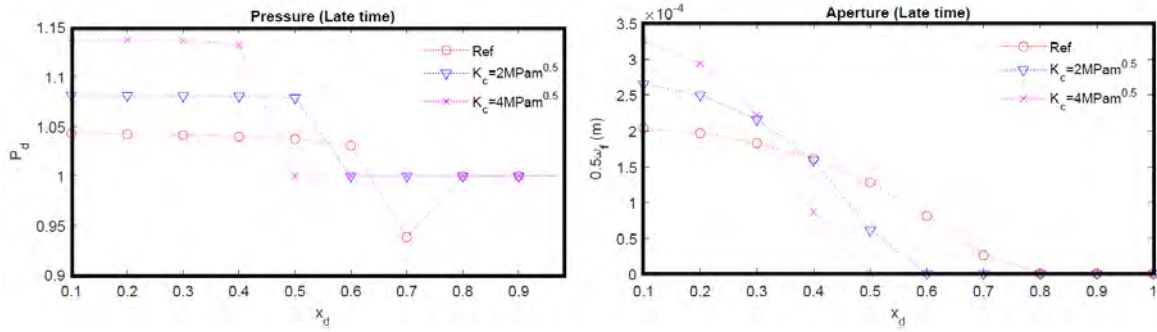 Pressure (Late time)
1.15
1.1
1.05
1
0.95
0.9
P_d
Ref
K_c=2MPam^0.5
K_c=4MPam^0.5
0.1 0.2 0.3 0.4 0.5 0.6 0.7 0.8 0.9
x_d
Aperture (Late time)
×10^-4
3.5
3
2.5
2
1.5
1
0.5
0
0.5ω_f (m)
Ref
K_c=2MPam^0.5
K_c=4MPam^0.5
0.1 0.2 0.3 0.4 0.5 0.6 0.7 0.8 0.9 1
x_d